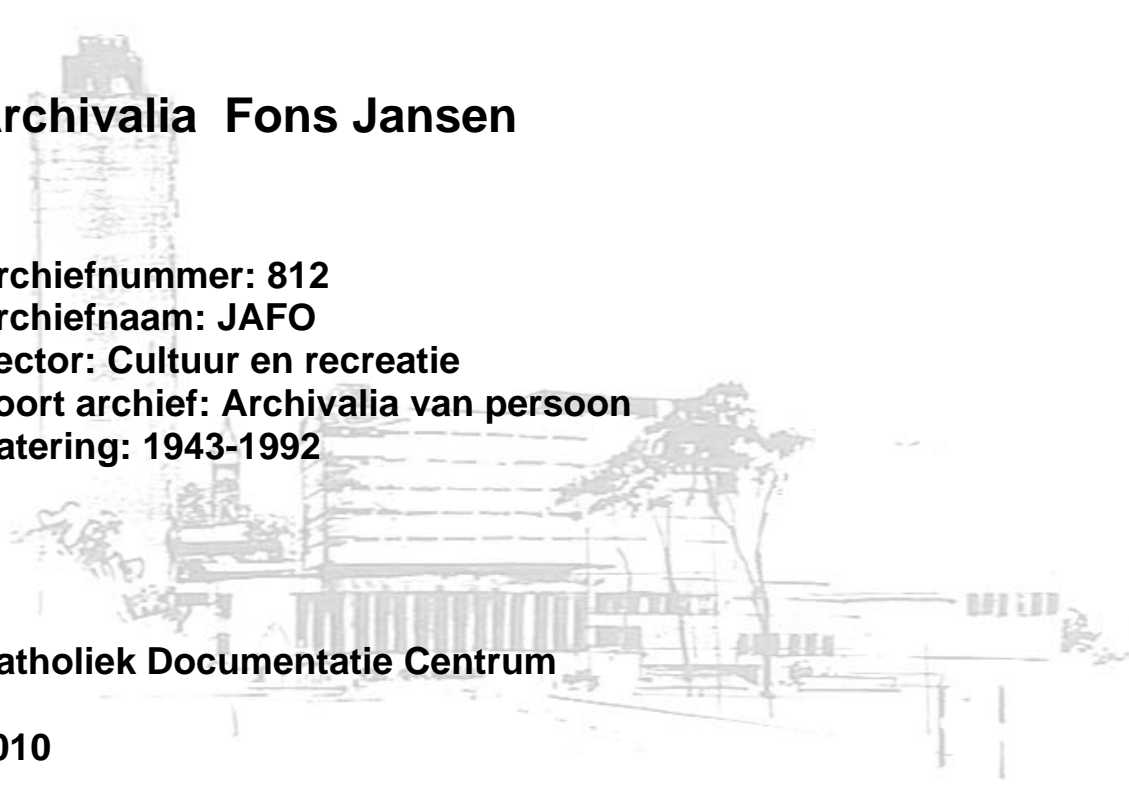 rchivalia Fons Jansen
rchiefnummer: 812
rchiefnaam: JAFO
ector: Cultuur en recreatie
oort archief: Archivalia van persoon
atering: 1943-1992
atholiek Documentatie Centrum
010